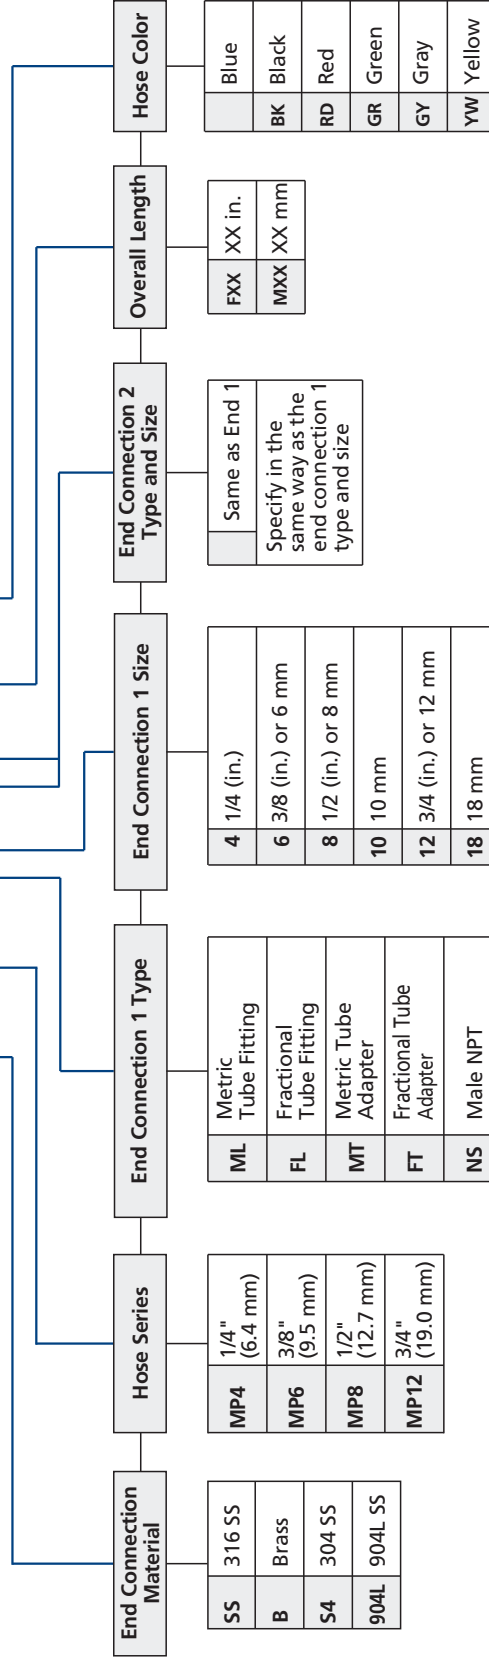 End Connection
Material
SS 316 SS
B Brass
S4 304 SS
904L 904L SS
Hose Series
MP4 1/4"
(6.4 mm)
MP6 3/8"
(9.5 mm)
MP8 1/2"
(12.7 mm)
MP12 3/4"
(19.0 mm)
End Connection 1 Type
ML Metric
Tube Fitting
FL Fractional
Tube Fitting
MT Metric Tube
Adapter
FT Fractional Tube
Adapter
NS Male NPT
End Connection 1 Size
4 1/4 (in.)
6 3/8 (in.) or 6 mm
8 1/2 (in.) or 8 mm
10 10 mm
12 3/4 (in.) or 12 mm
18 18 mm
End Connection 2
Type and Size
Same as End 1
Specify in the
same way as the
end connection 1
type and size
Overall Length
FXX XX in.
MXX XX mm
Hose Color
Blue
BK Black
RD Red
GR Green
GY Gray
YW Yellow